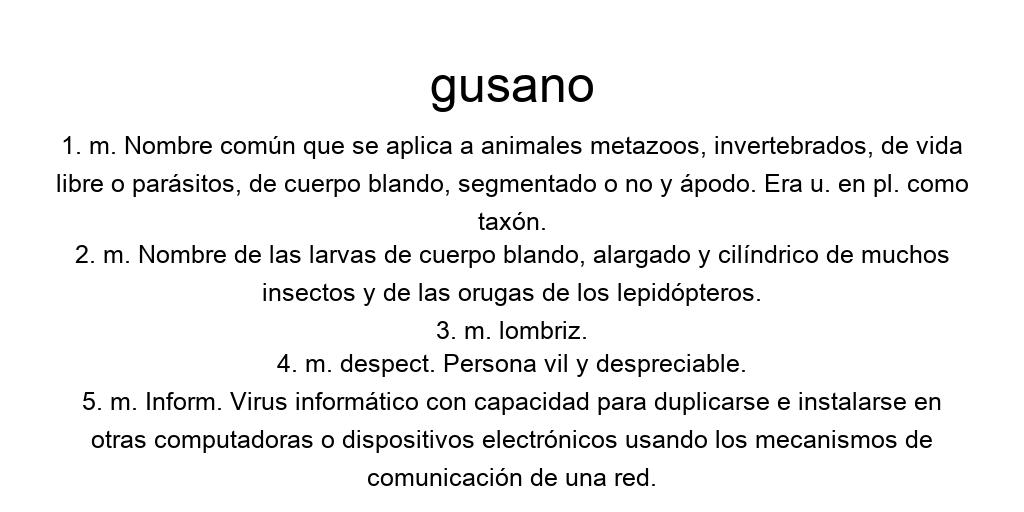 gusano
1. m. Nombre común que se aplica a animales metazoos, invertebrados, de vida
libre o parásitos, de cuerpo blando, segmentado o no y ápodo. Era u. en pl. como
taxón.
2. m. Nombre de las larvas de cuerpo blando, alargado y cilíndrico de muchos
insectos y de las orugas de los lepidópteros.
3. m. lombriz.
4. m. despect. Persona vil y despreciable.
5. m. Inform. Virus informático con capacidad para duplicarse e instalarse en
otras computadoras o dispositivos electrónicos usando los mecanismos de
comunicación de una red.